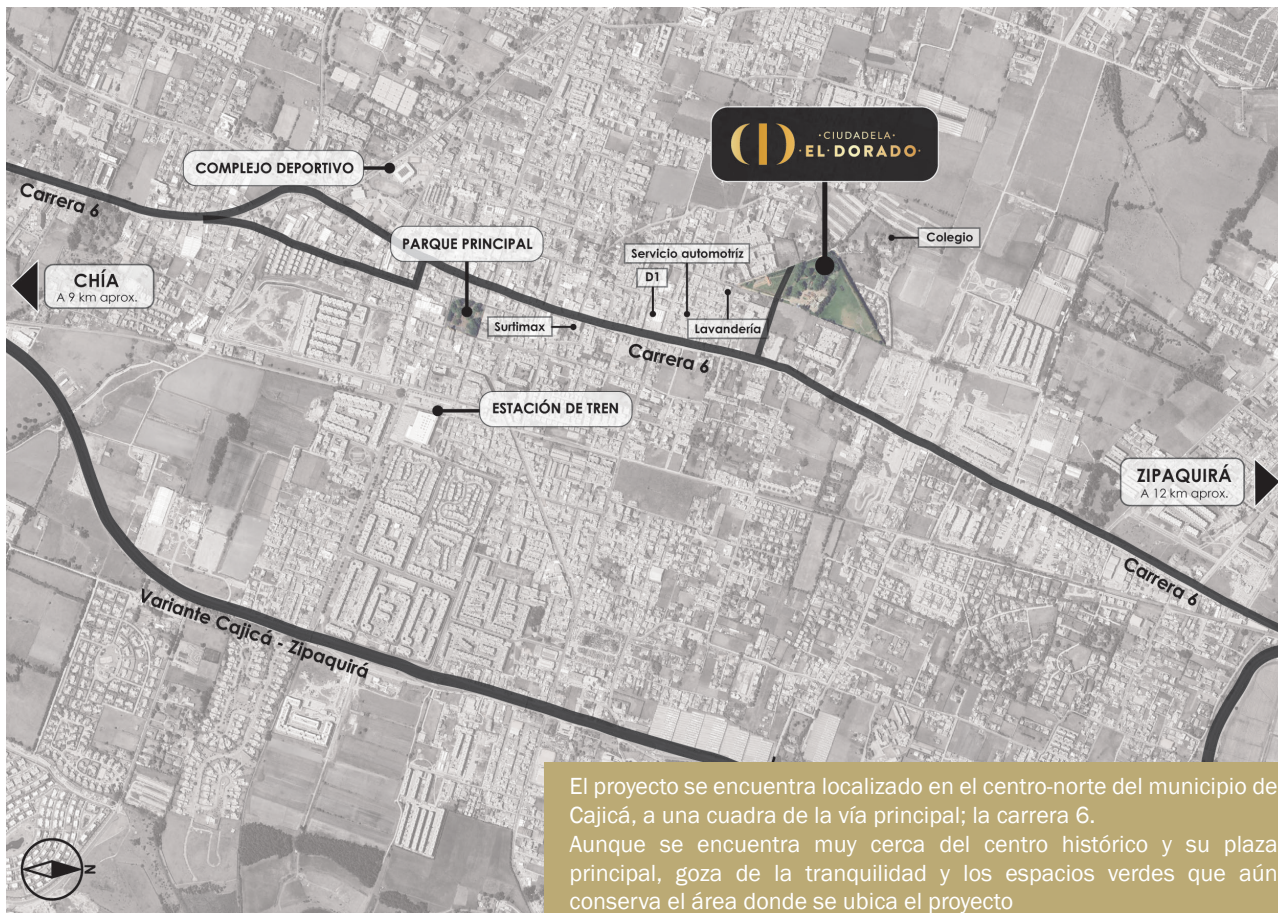 ·CIUDADELA·
·EL·DORADO·
COMPLEJO DEPORTIVO
Carrera 6
PARQUE PRINCIPAL
Colegio
Servicio automotríz
D1
CHÍA
A 9 km aprox.
Surtimax
Lavandería
Carrera 6
ESTACIÓN DE TREN
ZIPAQUIRÁ
A 12 km aprox.
Carrera 6
Variante Cajicá - Zipaquirá
El proyecto se encuentra localizado en el centro-norte del municipio de
Cajicá, a una cuadra de la vía principal; la carrera 6.
Aunque se encuentra muy cerca del centro histórico y su plaza
principal, goza de la tranquilidad y los espacios verdes que aún
conserva el área donde se ubica el proyecto
N